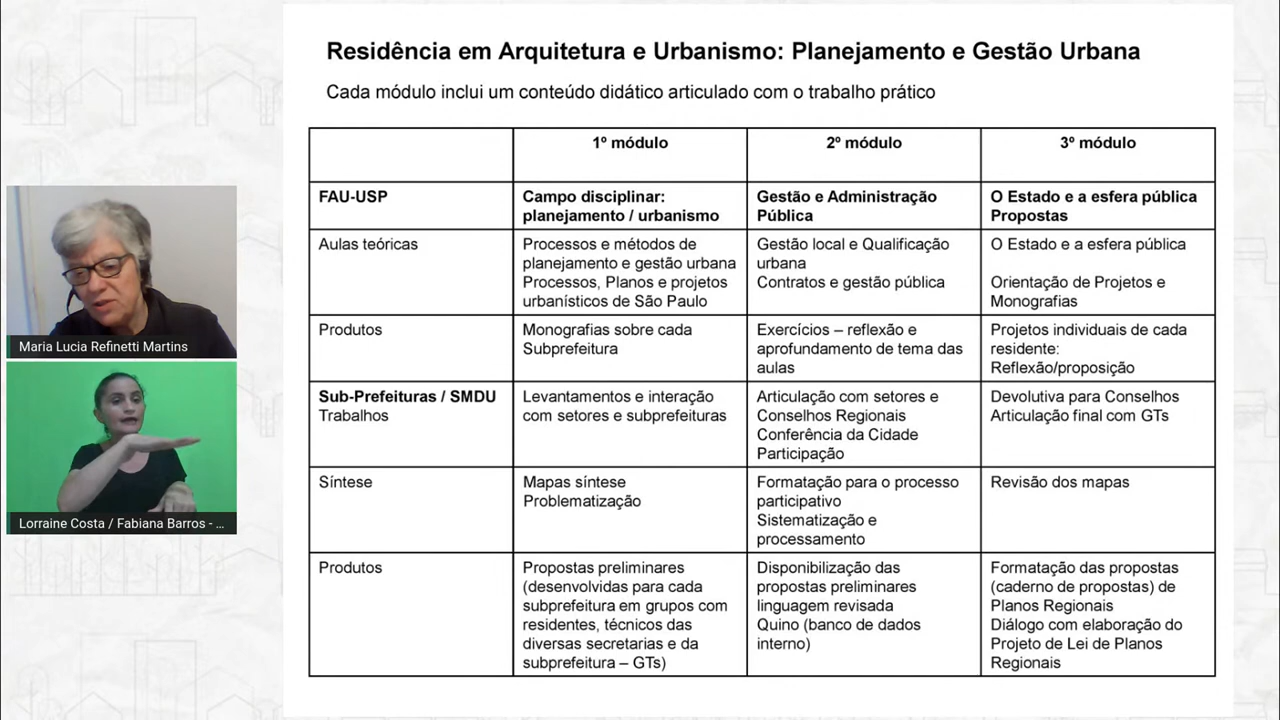 Residência em Arquitetura e Urbanismo: Planejamento e Gestão Urbana
Cada módulo inclui um conteúdo didático articulado com o trabalho prático
1º módulo
2º módulo
3º módulo
FAU-USP
Campo disciplinar:
planejamento / urbanismo
Gestão e Administração
Pública
O Estado e a esfera pública
Propostas
Aulas teóricas
Processos e métodos de
planejamento e gestão urbana
Processos, Planos e projetos
urbanísticos de São Paulo
Gestão local e Qualificação
urbana
Contratos e gestão pública
O Estado e a esfera pública
Orientação de Projetos e
Monografias
Produtos
Monografias sobre cada
Subprefeitura
Exercícios – reflexão e
aprofundamento de tema das
aulas
Projetos individuais de cada
residente:
Reflexão/proposição
Sub-Prefeituras / SMDU
Trabalhos
Levantamentos e interação
com setores e subprefeituras
Articulação com setores e
Conselhos Regionais
Conferência da Cidade
Participação
Devolutiva para Conselhos
Articulação final com GTs
Síntese
Mapas síntese
Problematização
Formatação para o processo
participativo
Sistematização e
processamento
Revisão dos mapas
Produtos
Propostas preliminares
(desenvolvidas para cada
subprefeitura em grupos com
residentes, técnicos das
diversas secretarias e da
subprefeitura – GTs)
Disponibilização das
propostas preliminares
linguagem revisada
Quino (banco de dados
interno)
Formatação das propostas
(caderno de propostas) de
Planos Regionais
Diálogo com elaboração do
Projeto de Lei de Planos
Regionais
Maria Lucia Refinetti Martins
Lorraine Costa / Fabiana Barros - ...